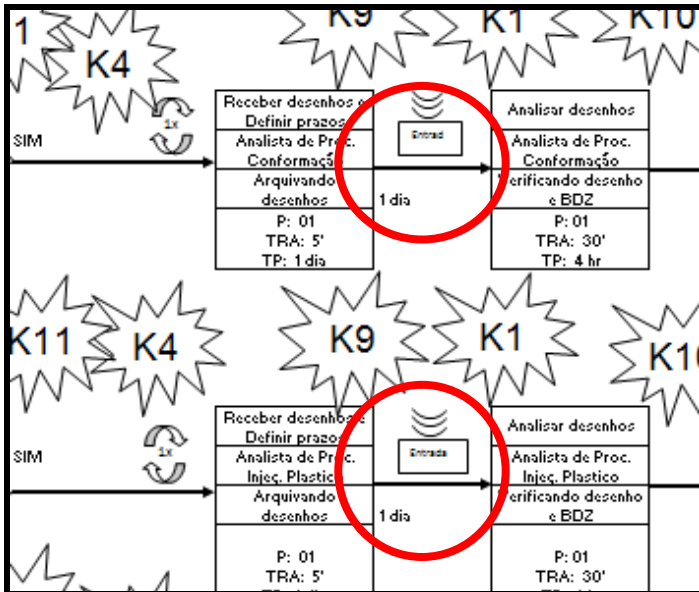 1
K4
K9
K1
K10
SIM
1x
Receber desenhos e
Definir prazos
Analista de Proc.
Conformação
Arquivando
desenhos
P: 01
TRA: 5'
TP: 1 dia
Entrad
1 dia
Analisar desenhos
Analista de Proc.
Conformação
Verificando desenho
e BDZ
P: 01
TRA: 30'
TP: 4 hr
K11
K4
K9
K1
K10
SIM
1x
Receber desenhos e
Definir prazos
Analista de Proc.
Injeç. Plastico
Arquivando
desenhos
P: 01
TRA: 5'
Entrada
1 dia
Analisar desenhos
Analista de Proc.
Injeç. Plastico
Verificando desenho
e BDZ
P: 01
TRA: 30'